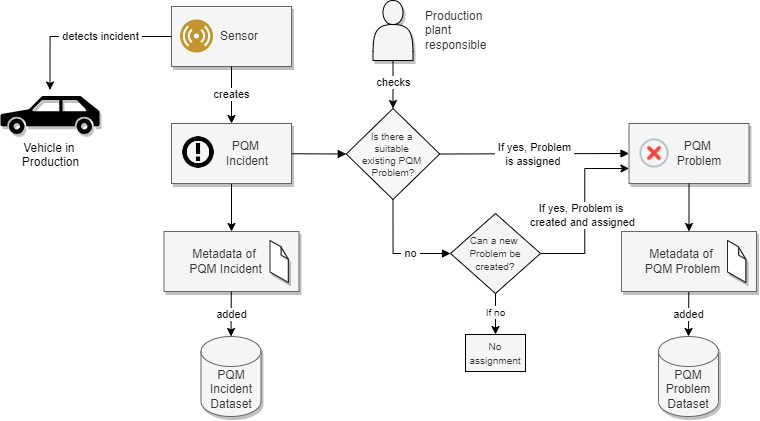 detects incident
Sensor
Production
plant
responsible
creates
checks
Vehicle in
Production
PQM
Incident
Is there a
suitable
existing PQM
Problem?
If yes, Problem
is assigned
PQM
Problem
If yes, Problem is
created and assigned
Metadada of
PQM Incident
no
Can a new
Problem be
created?
Metadata of
PQM Problem
added
If no
added
No
assignment
PQM
Incident
Dataset
PQM
Problem
Dataset